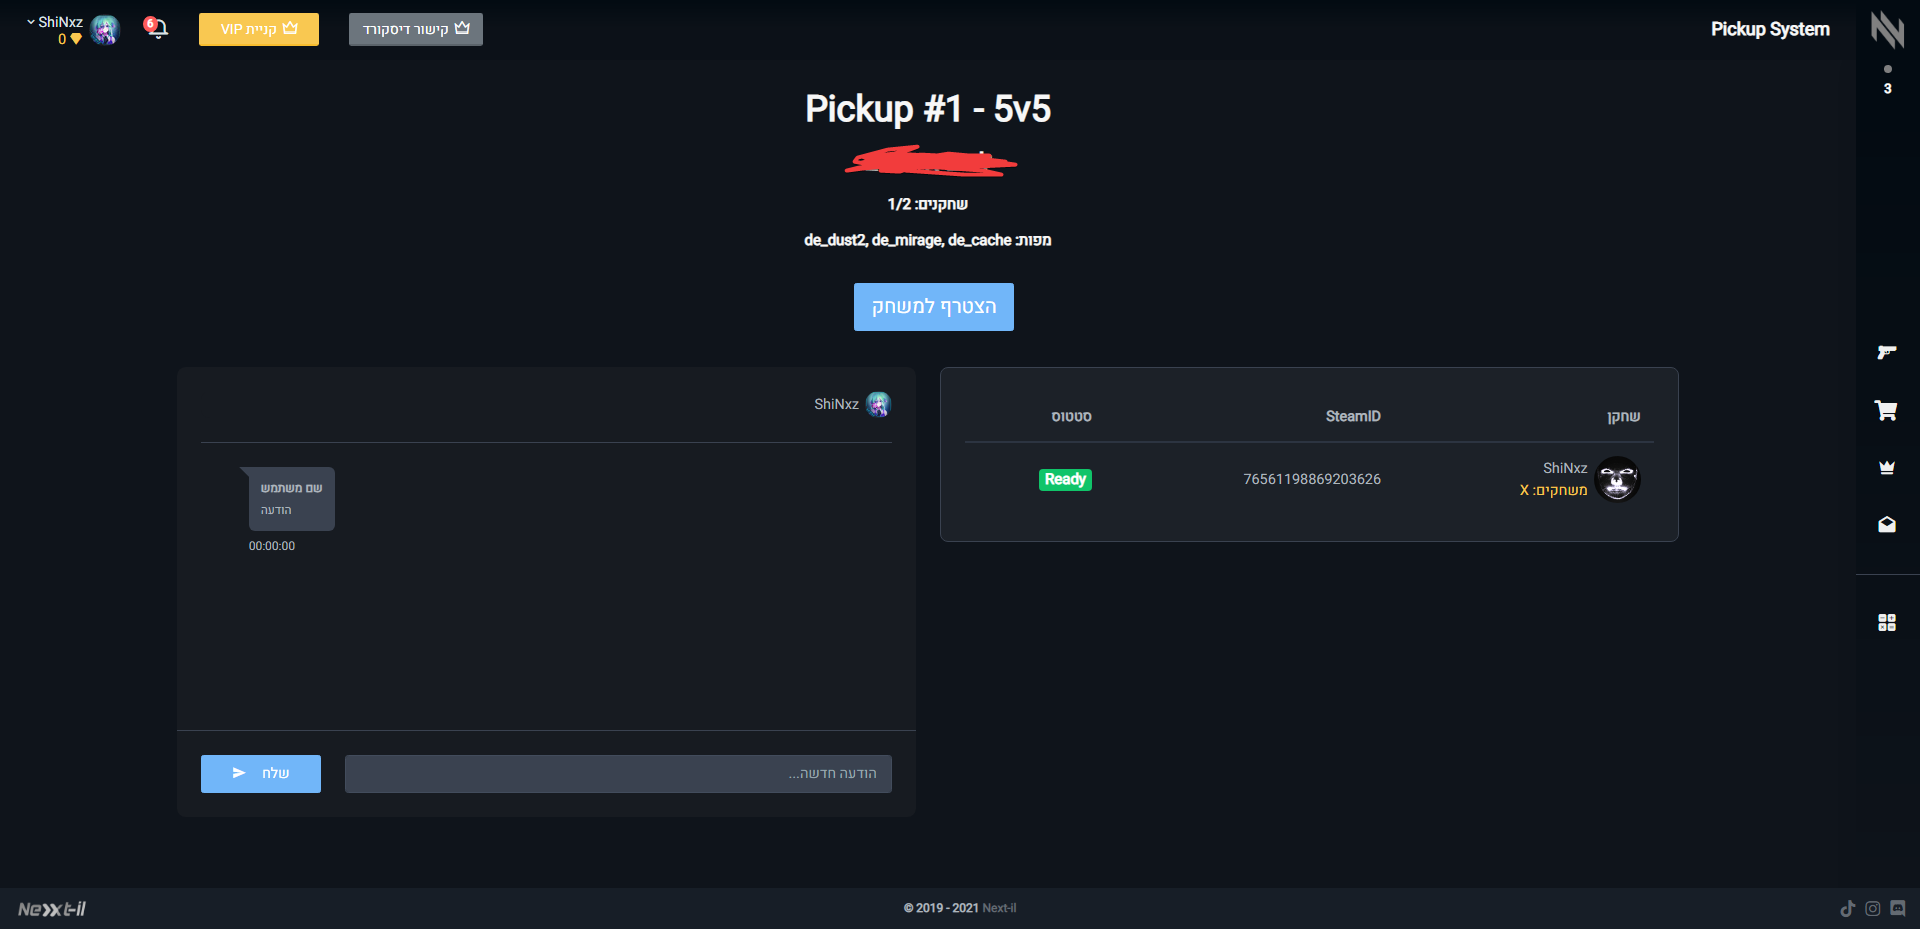 ShiNxz
0
6
קניית VIP
קישור דיסקורד
Pickup System
3
Pickup #1 - 5v5
שחקנים: 1/2
מפות: de_dust2, de_mirage, de_cache
הצטרף למשחק
שחקן SteamID סטטוס
ShiNxz
משחקים: X
76561198869203626
Ready
ShiNxz
שם משתמש
הודעה
00:00:00
הודעה חדשה...
שלח
Nexxt-il
© 2019 - 2021 Next-il